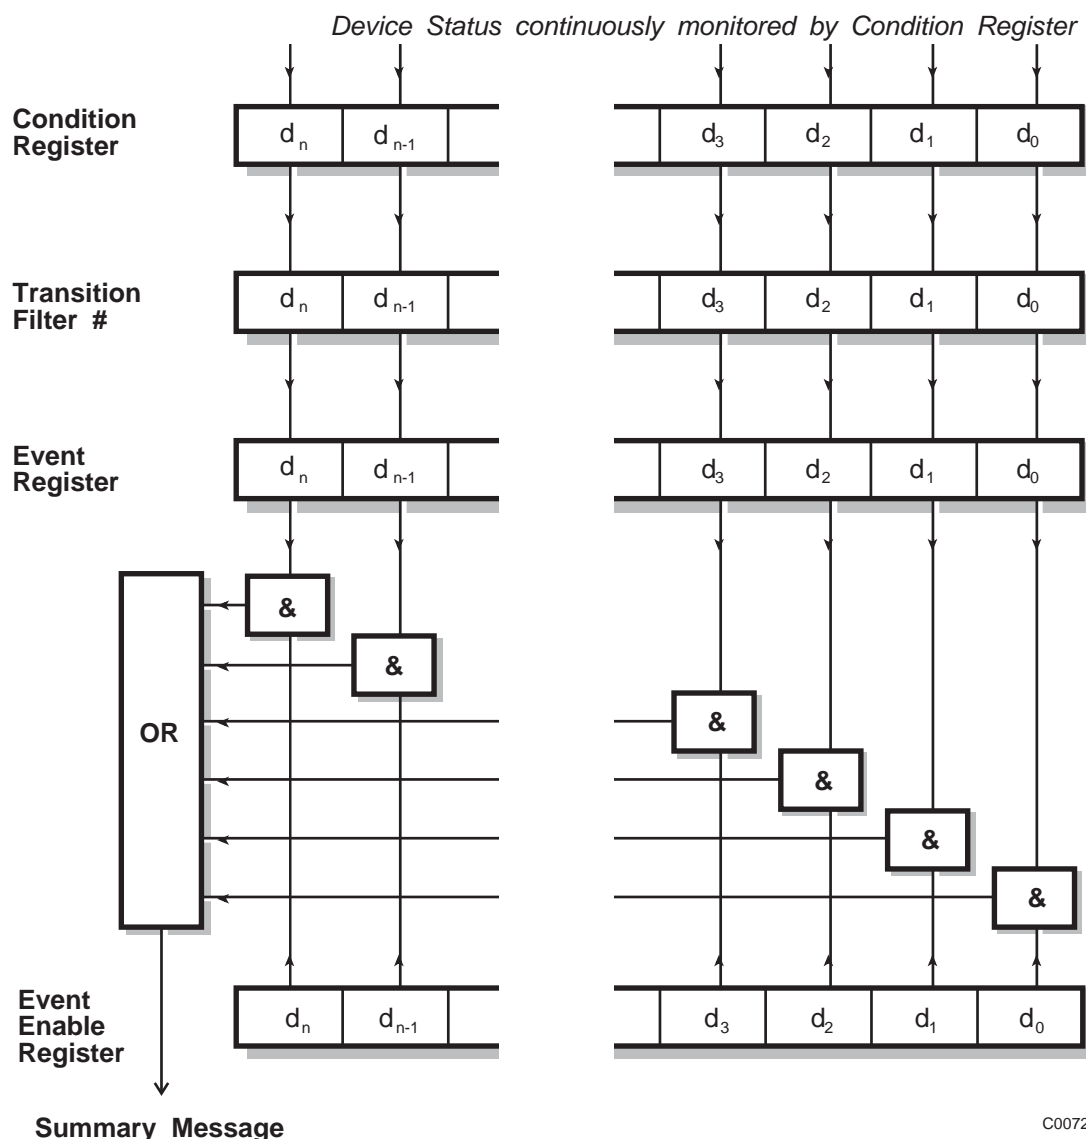 Device Status continuously monitored by Condition Register
Condition
Register
d n d n-1 d3 d2 d1 d0
Transition
Filter #
d n d n-1 d3 d2 d1 d0
Event
Register
d n d n-1 d3 d2 d1 d0
&
&
&
OR
&
&
&
Event
Enable
Register
dn dn-1 d3 d2 d1 d0
Summary Message
C0072